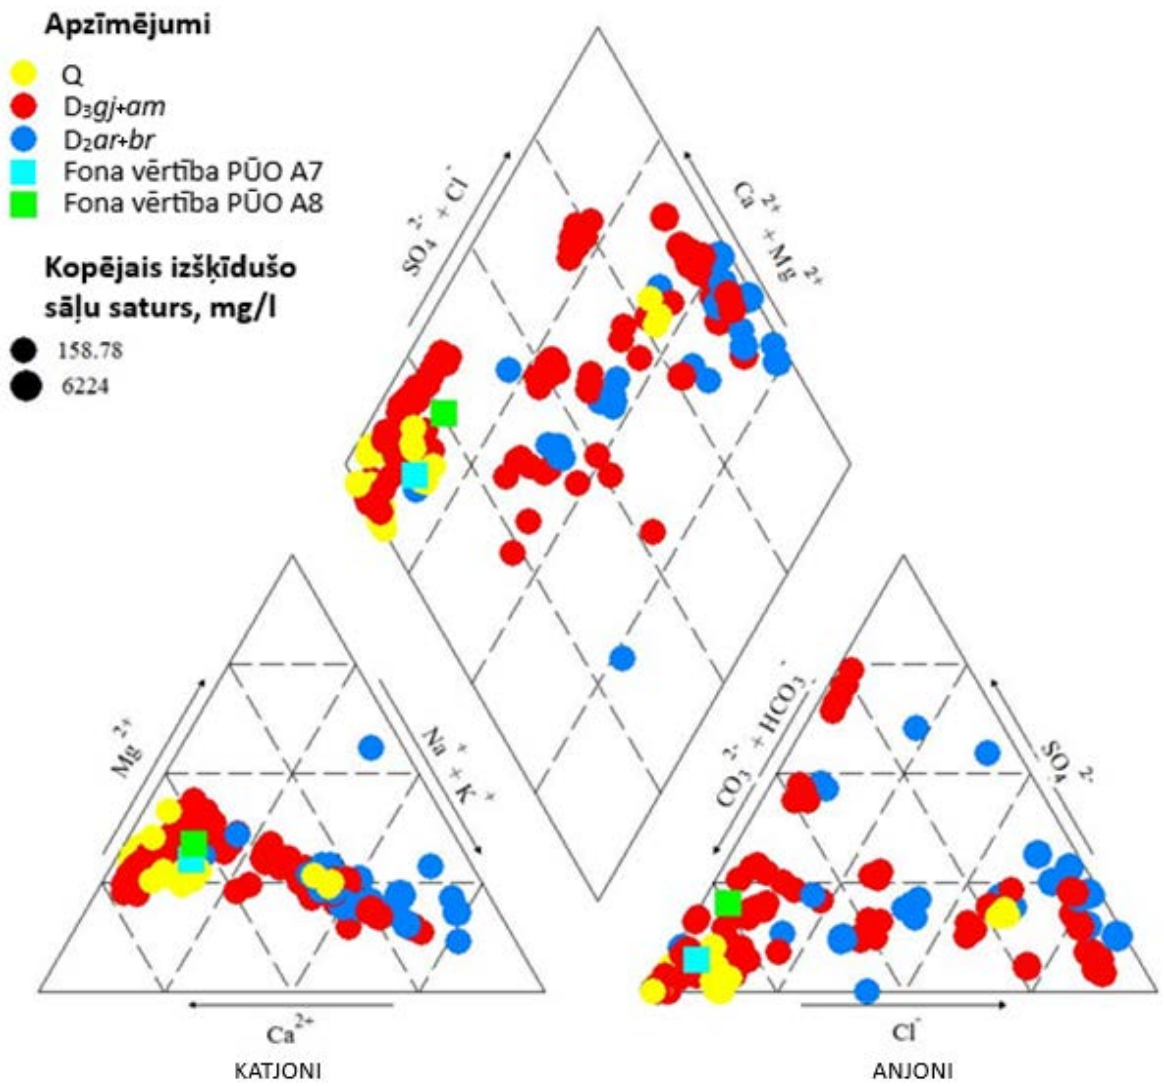 Apzīmējumi
Q
D₃gj+am
D₂ar+br
Fona vērtība PŪO A7
Fona vērtība PŪO A8
Kopējais izšķīdušo
sāļu saturs, mg/l
158.78
6224
SO₄²⁻ + Cl⁻
Ca²⁺ + Mg²⁺
Mg²⁺
Na⁺ + K⁺
CO₃²⁻ + HCO₃⁻
SO₄²⁻
Ca²⁺
Cl⁻
KATJONI
ANJONI